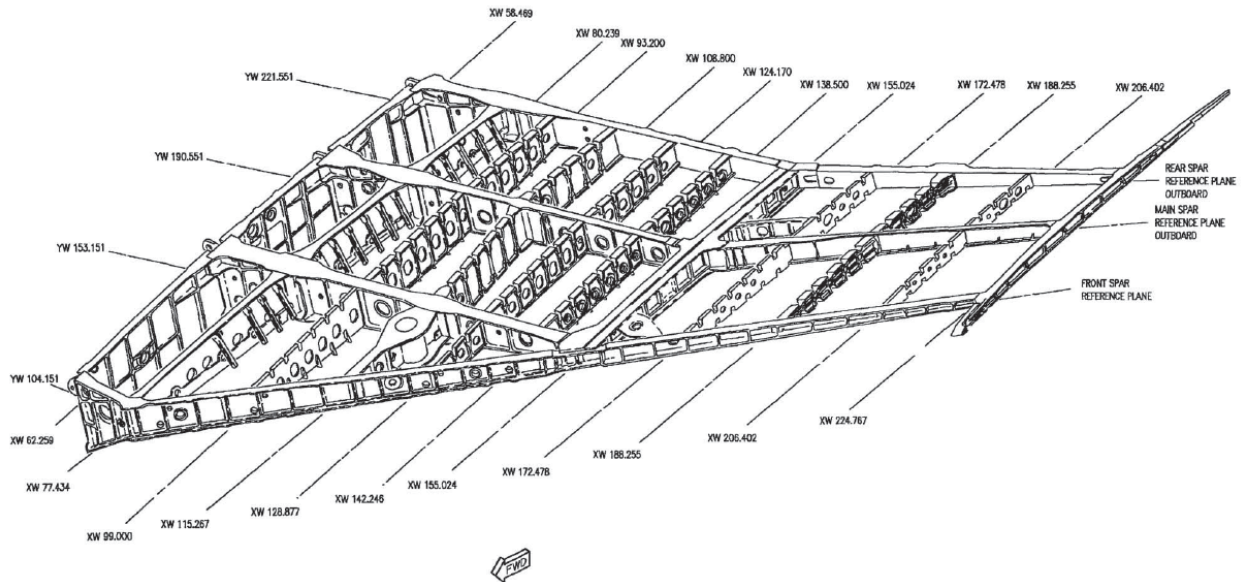 XW 58.469
XW 80.239
XW 93.200
YW 221.551
XW 108.800
XW 124.170
XW 138.500
XW 155.024
XW 172.478
XW 188.255
XW 206.402
YW 190.551
REAR SPAR
REFERENCE PLANE
OUTBOARD
MAIN SPAR
REFERENCE PLANE
OUTBOARD
YW 153.151
FRONT SPAR
REFERENCE PLANE
YW 104.151
XW 62.259
XW 77.434
XW 99.000
XW 115.267
XW 128.877
XW 142.246
XW 155.024
XW 172.478
XW 188.255
XW 206.402
XW 224.767
FWD